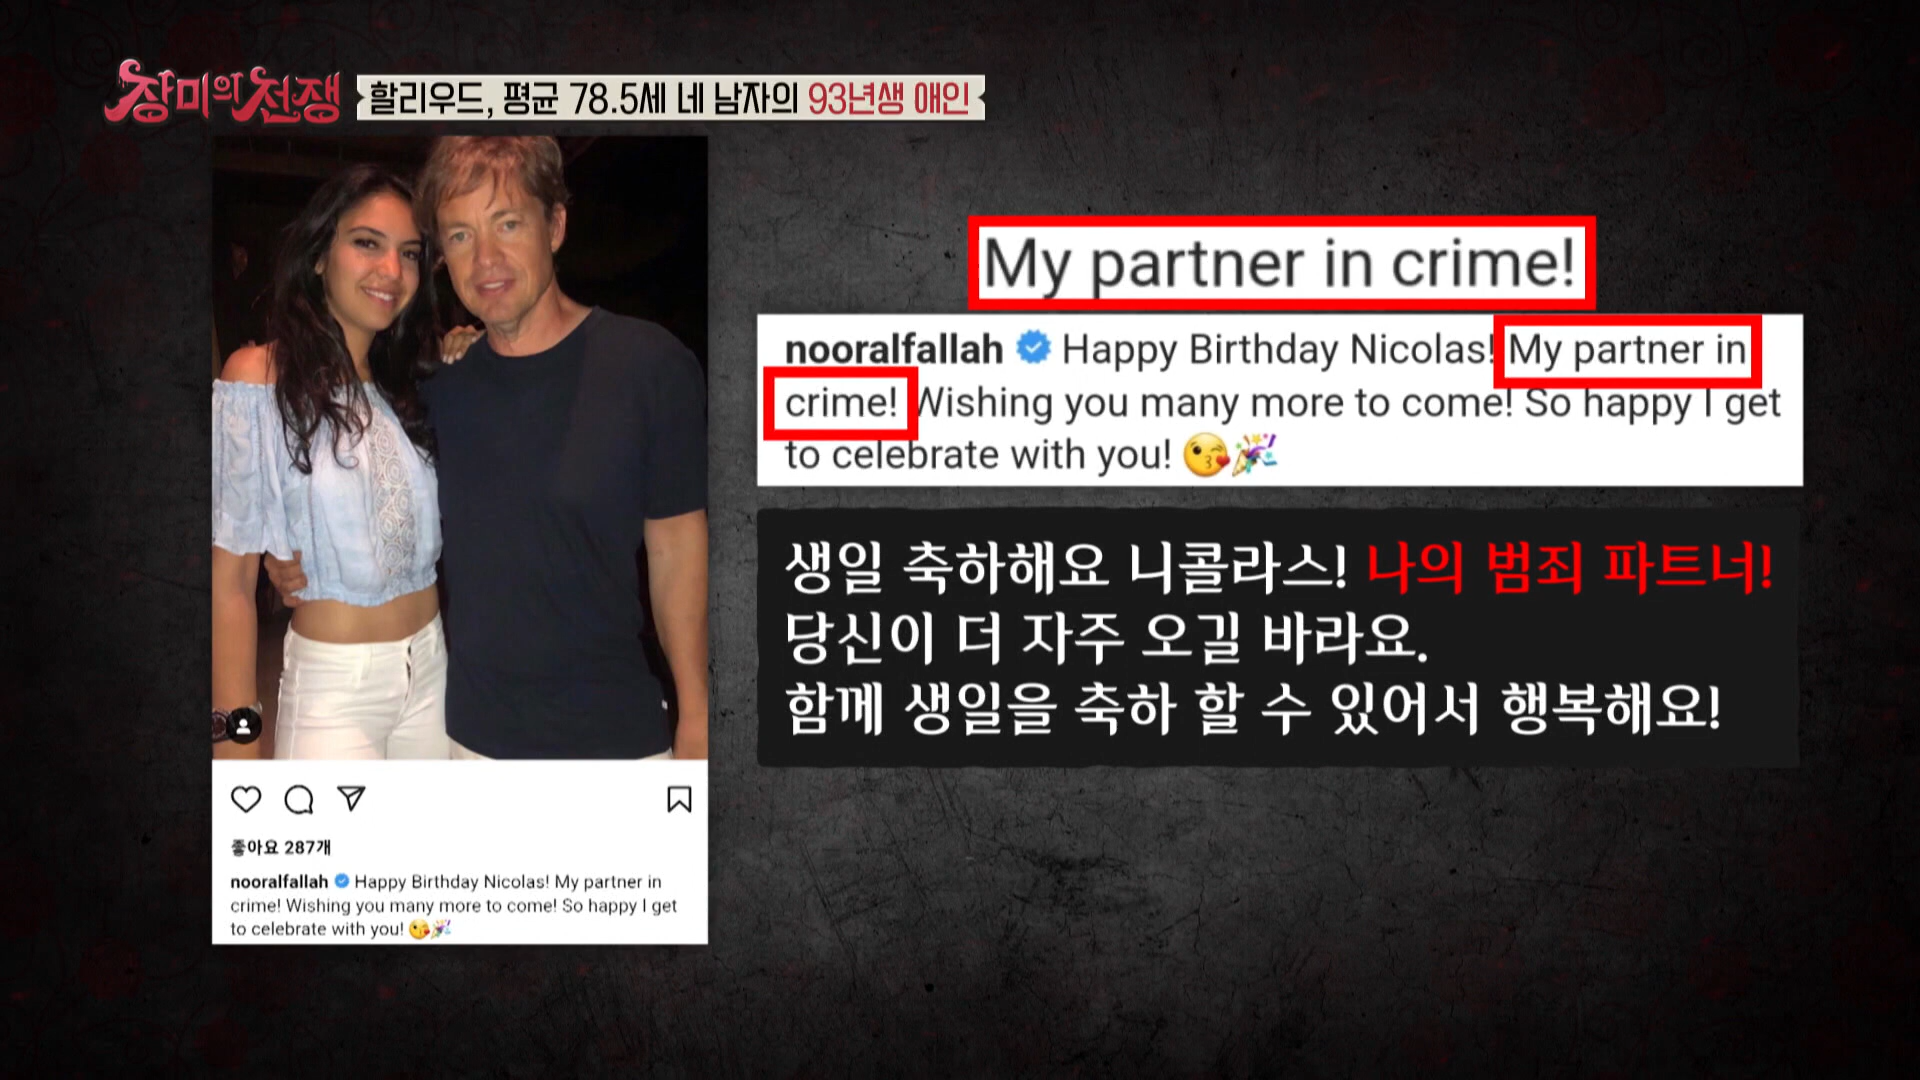 장미의 전쟁
할리우드, 평균 78.5세 네 남자의 93년생 애인
My partner in crime!
nooralfallah Happy Birthday Nicolas! My partner in
crime! Wishing you many more to come! So happy I get
to celebrate with you! 😘🎉
생일 축하해요 니콜라스! 나의 범죄 파트너!
당신이 더 자주 오길 바라요.
함께 생일을 축하 할 수 있어서 행복해요!
좋아요 287개
nooralfallah Happy Birthday Nicolas! My partner in
crime! Wishing you many more to come! So happy I get
to celebrate with you! 😘🎉